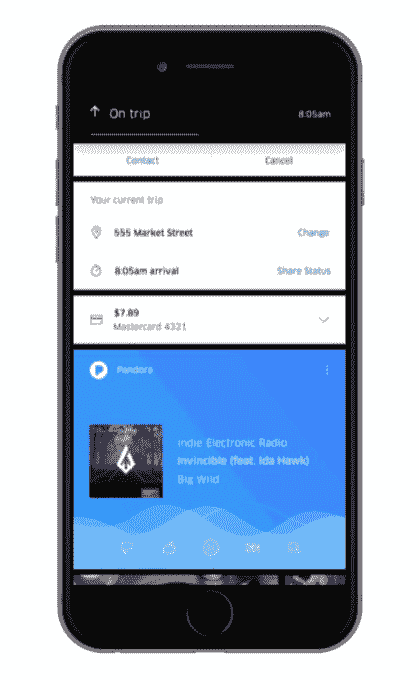 On trip
8:05am
Contact
Cancel
Your current trip
555 Market Street
Change
8:05am arrival
Share Status
$7.89
Mastercard 4321
Pandora
Indie Electronic Radio
Invincible (feat. Ida Hawk)
Big Wild